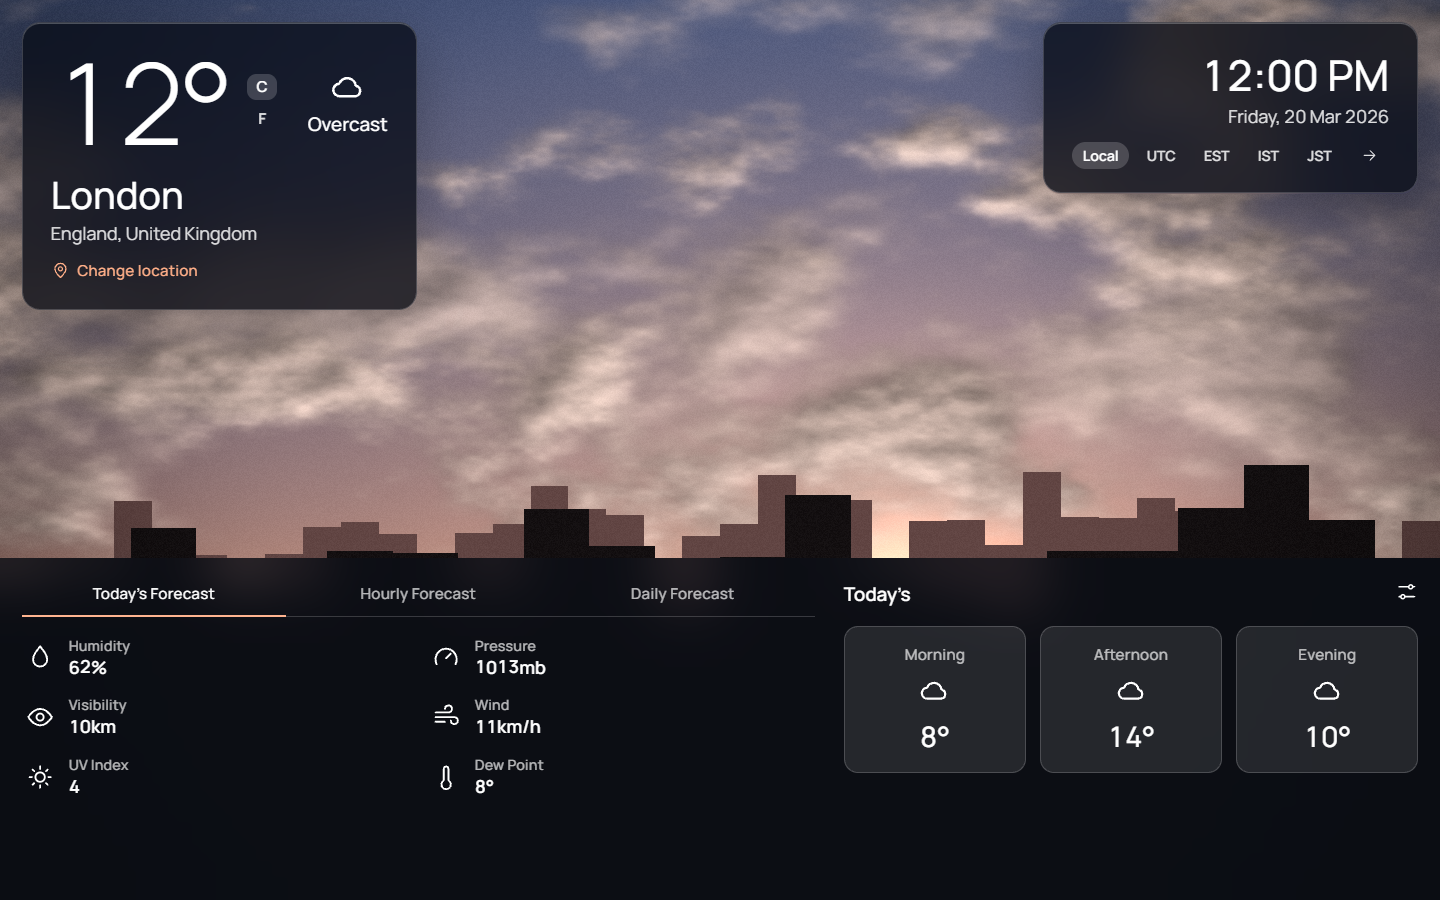 12°
C
F
Overcast
London
England, United Kingdom
Change location
12:00 PM
Friday, 20 Mar 2026
Local UTC EST IST JST
Today's Forecast Hourly Forecast Daily Forecast
Humidity
62%
Pressure
1013mb
Visibility
10km
Wind
11km/h
UV Index
4
Dew Point
8°
Today's
Morning
8°
Afternoon
14°
Evening
10°